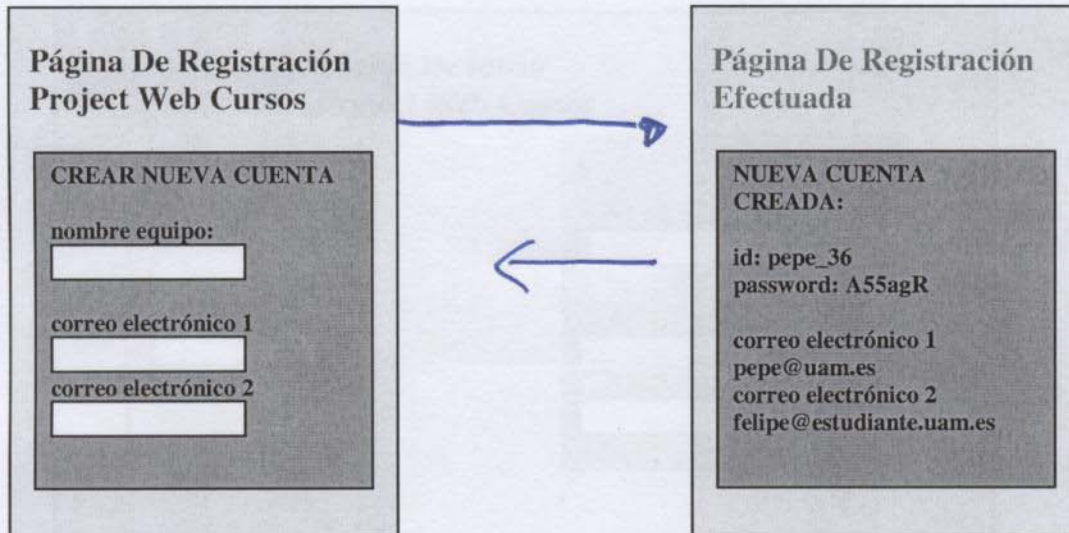 Página De Registración
Project Web Cursos
CREAR NUEVA CUENTA
nombre equipo:
correo electrónico 1
correo electrónico 2
Página De Registración
Efectuada
NUEVA CUENTA
CREADA:
id: pepe_36
password: A55agR
correo electrónico 1
pepe@uam.es
correo electrónico 2
felipe@estudiante.uam.es